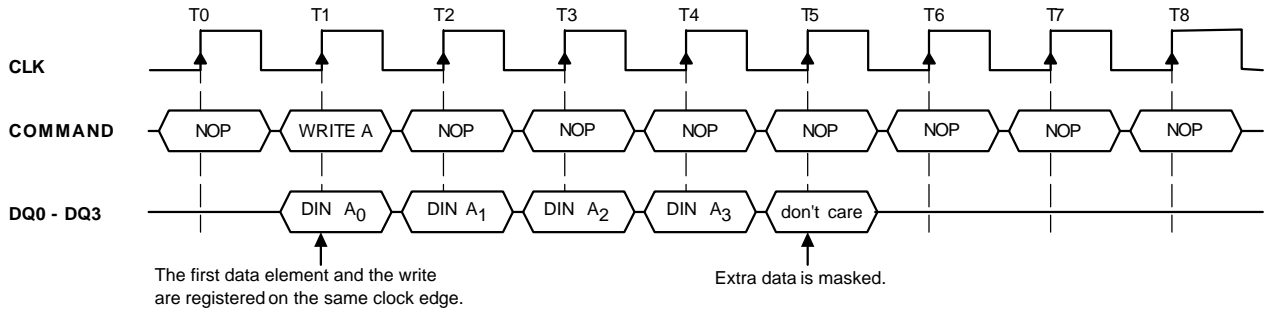 T0 T1 T2 T3 T4 T5 T6 T7 T8
CLK
COMMAND NOP WRITE A NOP NOP NOP NOP NOP NOP NOP
DQ0 - DQ3 DIN A0 DIN A1 DIN A2 DIN A3 don't care
The first data element and the write
are registered on the same clock edge.
Extra data is masked.